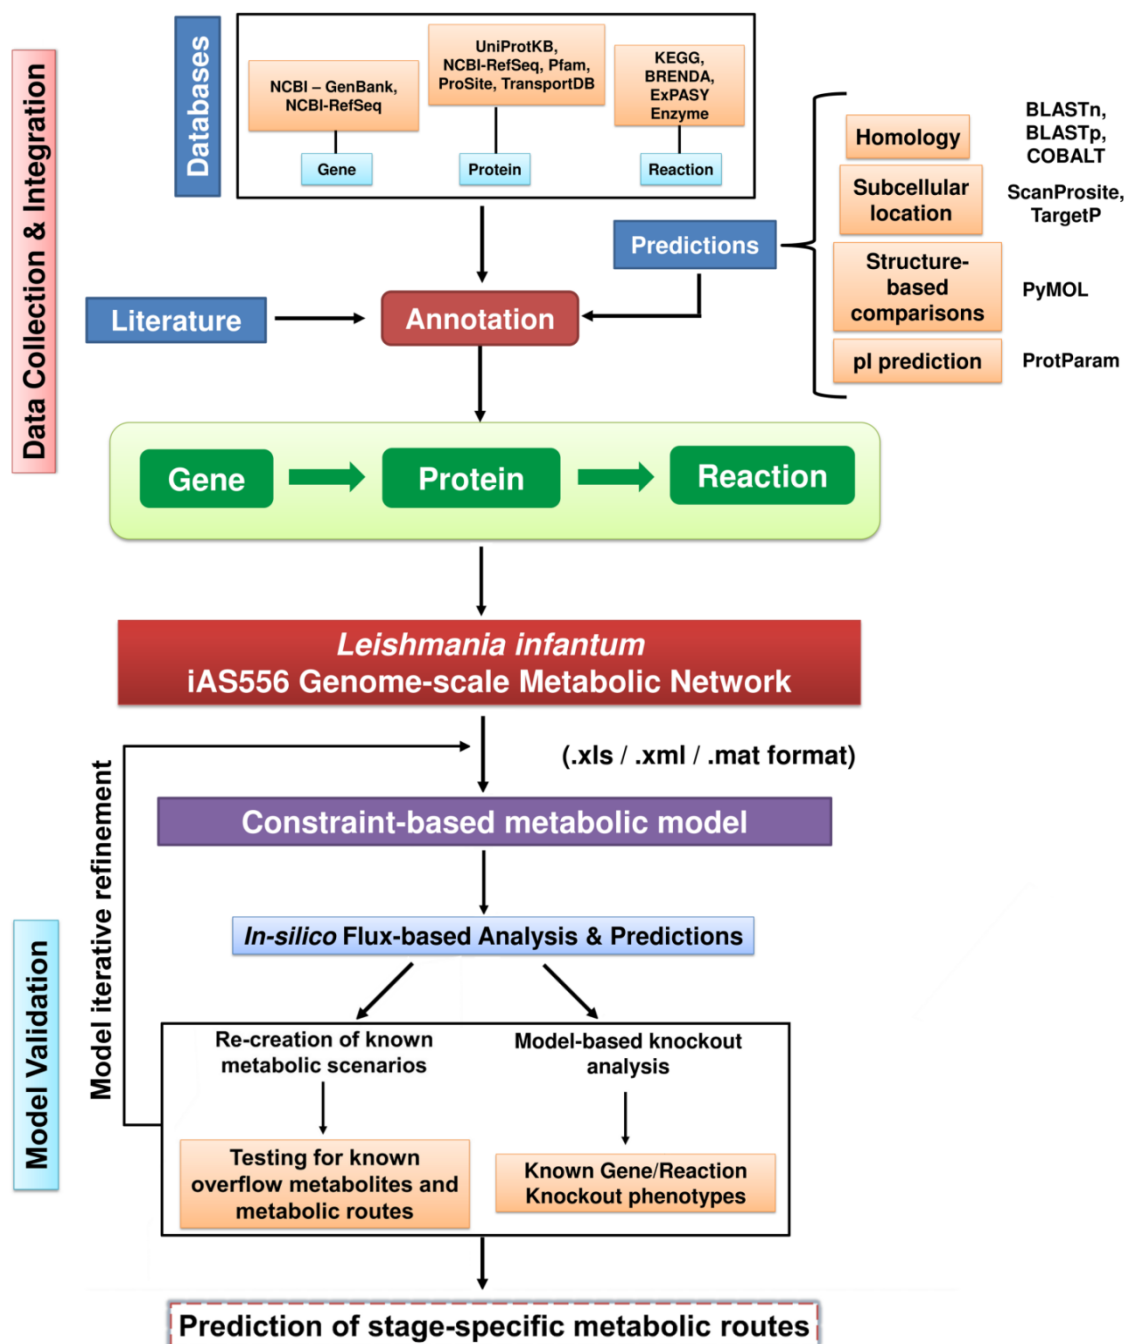 Data Collection & Integration
Databases
NCBI – GenBank,
NCBI-RefSeq
Gene
UniProtKB,
NCBI-RefSeq, Pfam,
ProSite, TransportDB
Protein
KEGG,
BRENDA,
ExPASY
Enzyme
Reaction
Predictions
Homology
BLASTn,
BLASTp,
COBALT
Subcellular
location
ScanProsite,
TargetP
Structure-
based
comparisons
PyMOL
pI prediction
ProtParam
Literature
Annotation
Gene
Protein
Reaction
Leishmania infantum
iAS556 Genome-scale Metabolic Network
(.xls / .xml / .mat format)
Constraint-based metabolic model
Model Validation
Model iterative refinement
In-silico Flux-based Analysis & Predictions
Re-creation of known
metabolic scenarios
Testing for known
overflow metabolites and
metabolic routes
Model-based knockout
analysis
Known Gene/Reaction
Knockout phenotypes
Prediction of stage-specific metabolic routes